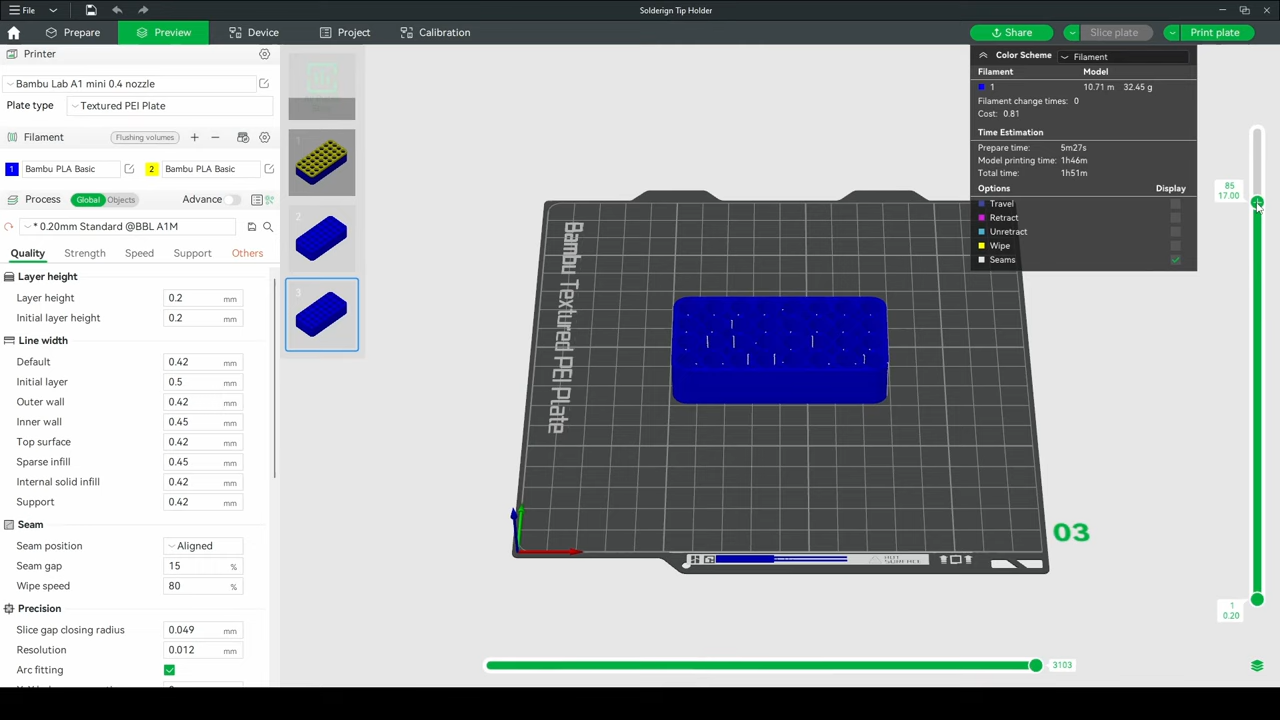 File
Solderign Tip Holder
Prepare
Preview
Device
Project
Calibration
Share
Slice plate
Print plate
Printer
Bambu Lab A1 mini 0.4 nozzle
Plate type
Textured PEI Plate
Filament
Flushing volumes
1
Bambu PLA Basic
2
Bambu PLA Basic
Process
Global
Objects
Advance
* 0.20mm Standard @BBL A1M
Quality
Strength
Speed
Support
Others
Layer height
Layer height
0.2
mm
Initial layer height
0.2
mm
Line width
Default
0.42
mm
Initial layer
0.5
mm
Outer wall
0.42
mm
Inner wall
0.45
mm
Top surface
0.42
mm
Sparse infill
0.45
mm
Internal solid infill
0.42
mm
Support
0.42
mm
Seam
Seam position
Aligned
Seam gap
15
%
Wipe speed
80
%
Precision
Slice gap closing radius
0.049
mm
Resolution
0.012
mm
Arc fitting
1
2
3
Bambu Textured PEI Plate
03
Color Scheme
Filament
Filament
Model
1
10.71 m
32.45 g
Filament change times: 0
Cost: 0.81
Time Estimation
Prepare time:
5m27s
Model printing time:
1h46m
Total time:
1h51m
Options
Display
Travel
Retract
Unretract
Wipe
Seams
85
17.00
1
0.20
3103